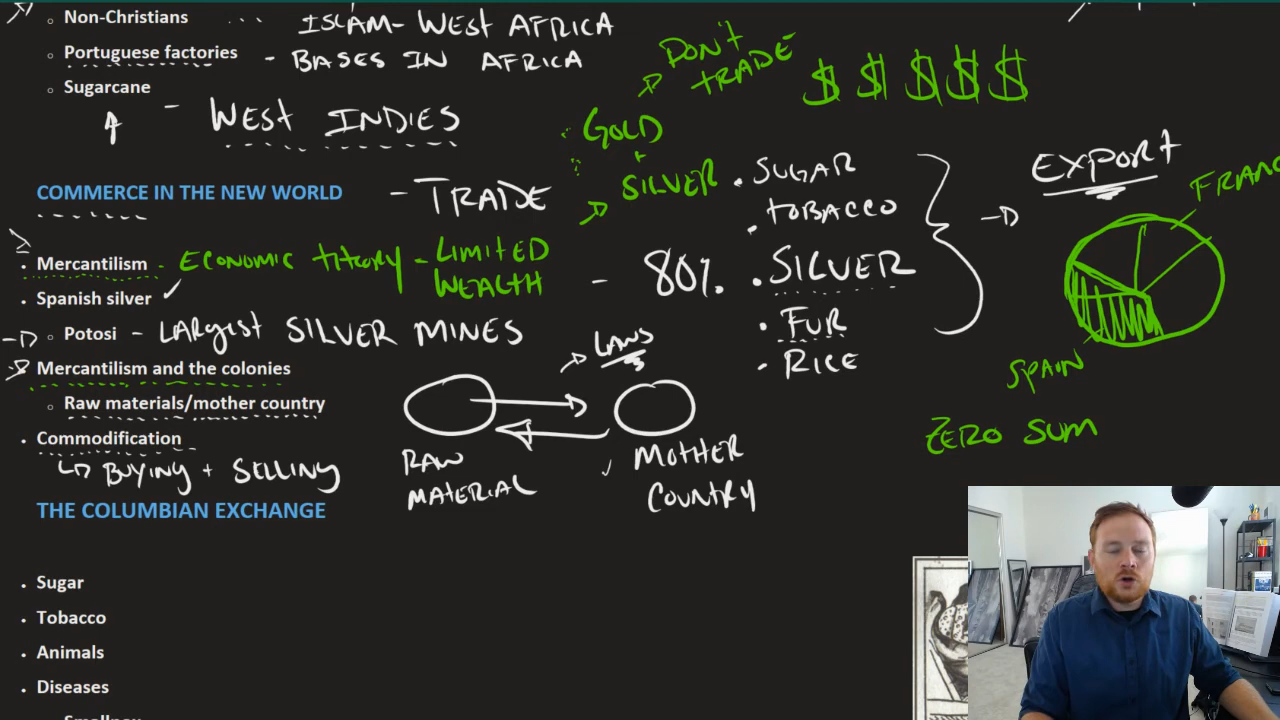 Non-Christians
ISLAM- WEST AFRICA
Portuguese factories - BASES IN AFRICA
Sugarcane
- WEST INDIES
DON'T TRADE
$ $ $ $ $
GOLD
+
SILVER
COMMERCE IN THE NEW WORLD - TRADE
• SUGAR
• TOBACCO
- 80% • SILVER
• FUR
• RICE
EXPORT
SPAIN
ZERO SUM
Mercantilism - ECONOMIC THEORY - LIMITED WEALTH
Spanish silver
Potosi - LARGEST SILVER MINES
Mercantilism and the colonies
LAWS
Raw materials/mother country
RAW MATERIAL
MOTHER COUNTRY
Commodification
BUYING + SELLING
THE COLUMBIAN EXCHANGE
Sugar
Tobacco
Animals
Diseases